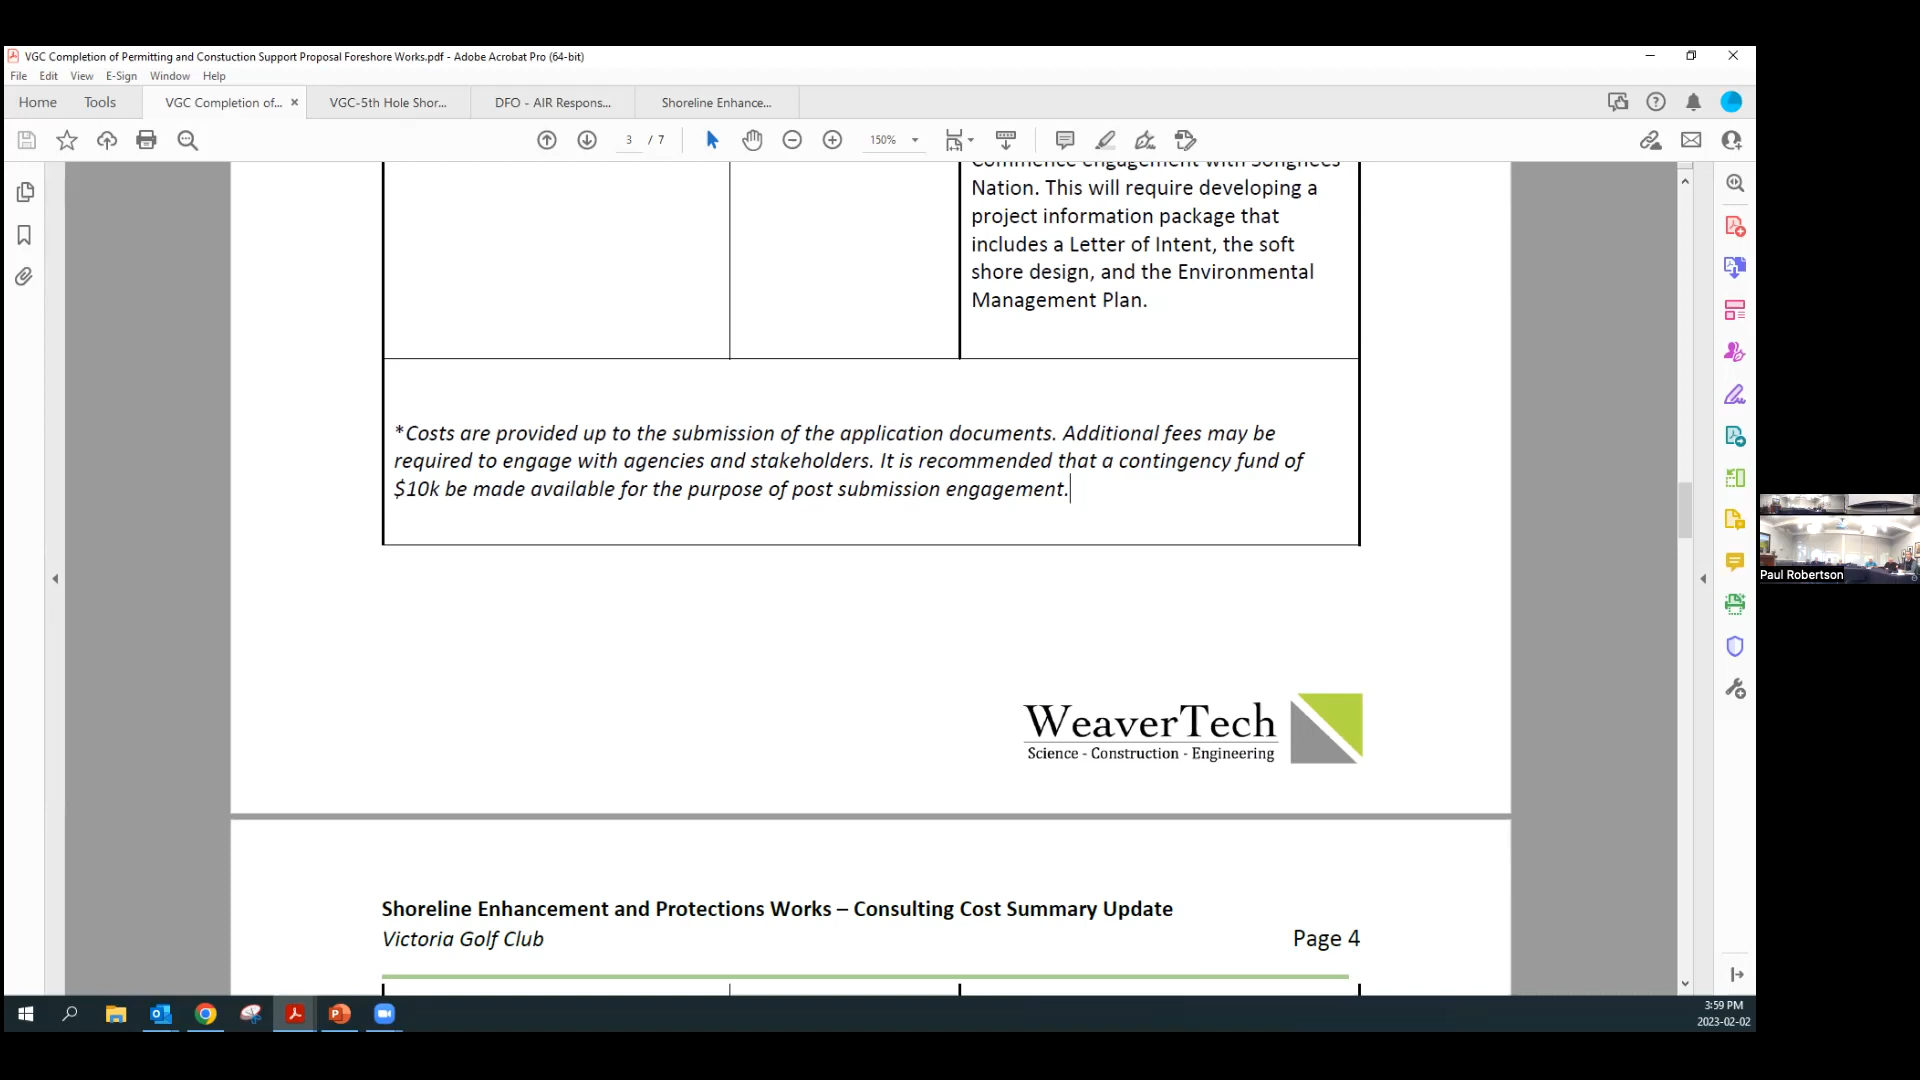 VGC Completion of Permitting and Constuction Support Proposal Foreshore Works.pdf - Adobe Acrobat Pro (64-bit)
File Edit View E-Sign Window Help
Home Tools VGC Completion of... × VGC-5th Hole Shor... DFO - AIR Respons... Shoreline Enhance...
3 / 7 150%
Commence engagement with Songhees
Nation. This will require developing a
project information package that
includes a Letter of Intent, the soft
shore design, and the Environmental
Management Plan.
*Costs are provided up to the submission of the application documents. Additional fees may be
required to engage with agencies and stakeholders. It is recommended that a contingency fund of
$10k be made available for the purpose of post submission engagement.
Paul Robertson
WeaverTech
Science - Construction - Engineering
Shoreline Enhancement and Protections Works – Consulting Cost Summary Update
Victoria Golf Club
Page 4
3:59 PM
2023-02-02